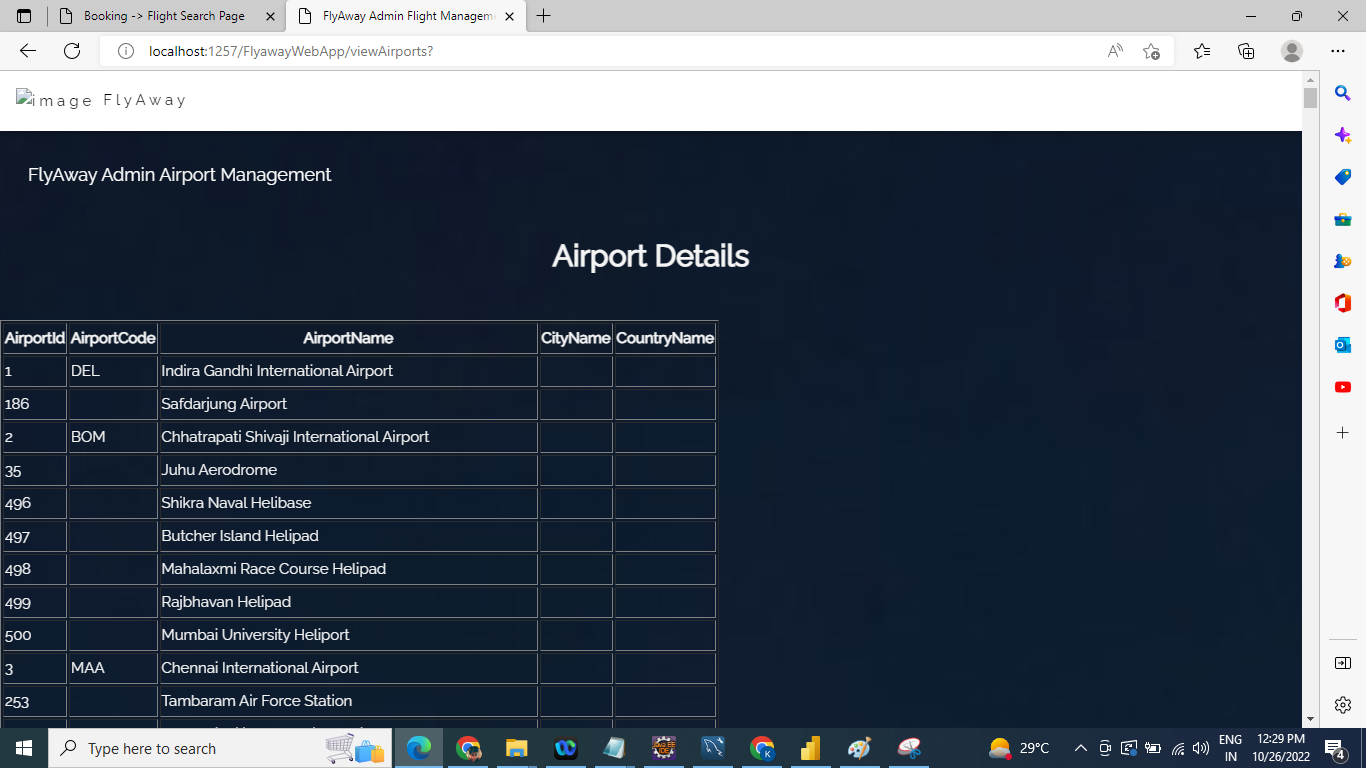 Booking -> Flight Search Page
FlyAway Admin Flight Managem
localhost:1257/FlyawayWebApp/viewAirports?
image FlyAway
FlyAway Admin Airport Management
Airport Details
AirportId AirportCode AirportName CityName CountryName
1 DEL Indira Gandhi International Airport
186 Safdarjung Airport
2 BOM Chhatrapati Shivaji International Airport
35 Juhu Aerodrome
496 Shikra Naval Helibase
497 Butcher Island Helipad
498 Mahalaxmi Race Course Helipad
499 Rajbhavan Helipad
500 Mumbai University Heliport
3 MAA Chennai International Airport
253 Tambaram Air Force Station
Type here to search
29°C
ENG
IN
12:29 PM
10/26/2022
4